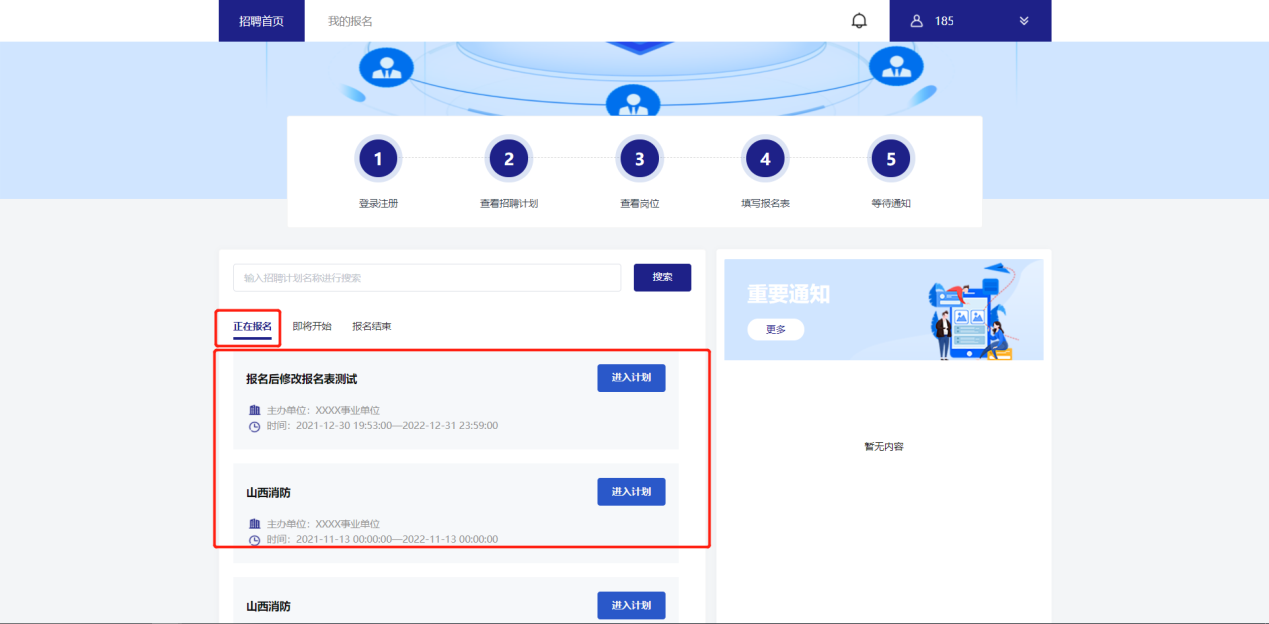 招聘首页
我的报名
185
1
2
3
4
5
登录注册
查看招聘计划
查看岗位
填写报名表
等待通知
输入招聘计划名称进行搜索
搜索
正在报名
即将开始
报名结束
报名后修改报名表测试
进入计划
主办单位：XXXX事业单位
时间：2021-12-30 19:53:00—2022-12-31 23:59:00
山西消防
进入计划
主办单位：XXXX事业单位
时间：2021-11-13 00:00:00—2022-11-13 00:00:00
山西消防
进入计划
重要通知
更多
暂无内容